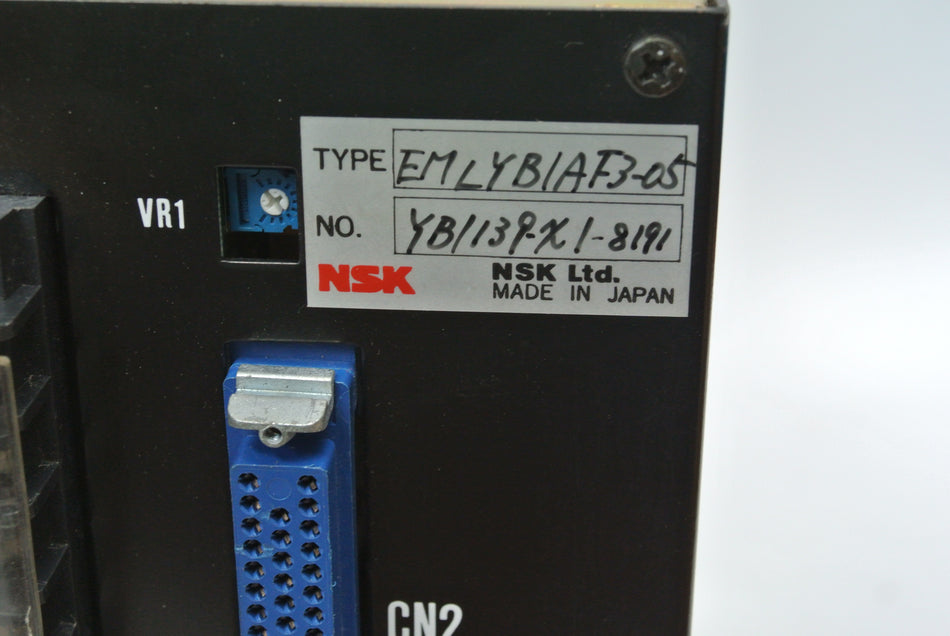 TYPE EMLYB1AF3-05
VR1
NO. YB1139-X1-8191
NSK
NSK Ltd.
MADE IN JAPAN
CN2